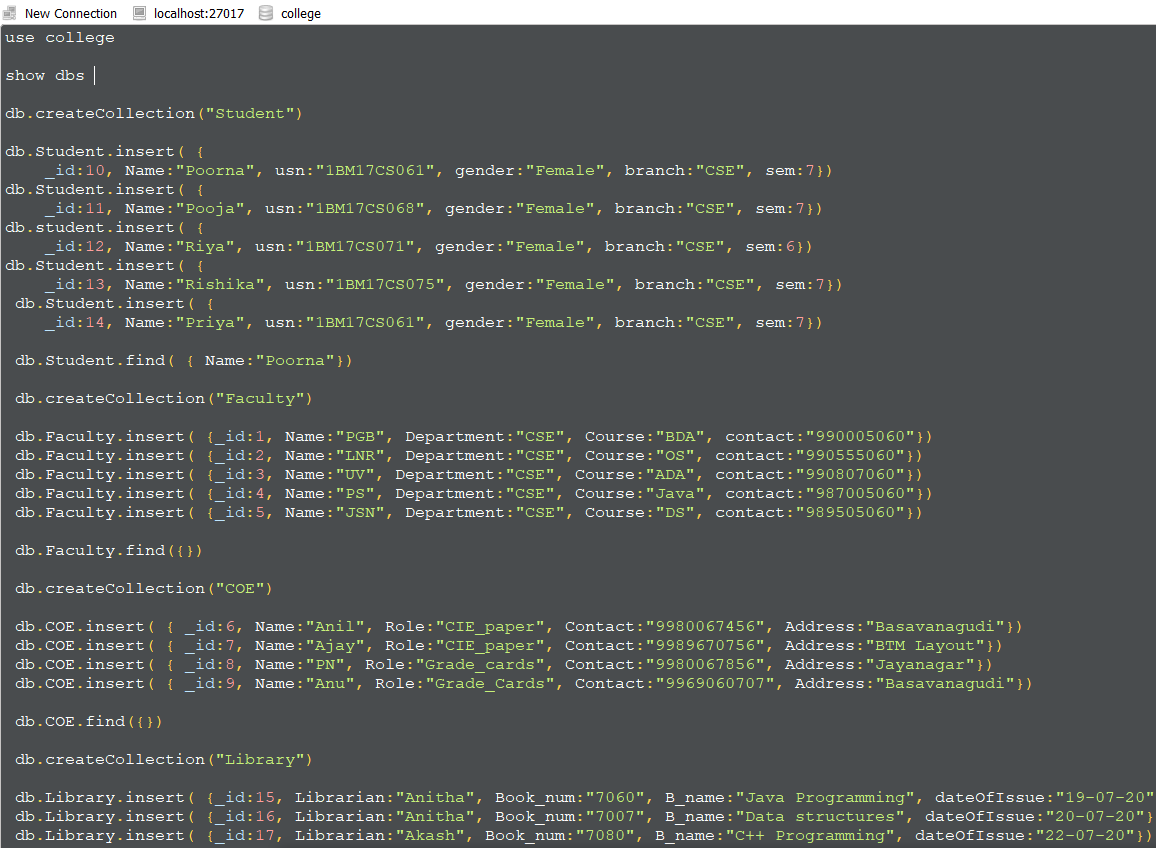 New Connection localhost:27017 college
use college
show dbs
db.createCollection("Student")
db.Student.insert( {
_id:10, Name:"Poorna", usn:"1BM17CS061", gender:"Female", branch:"CSE", sem:7})
db.Student.insert( {
_id:11, Name:"Pooja", usn:"1BM17CS068", gender:"Female", branch:"CSE", sem:7})
db.student.insert( {
_id:12, Name:"Riya", usn:"1BM17CS071", gender:"Female", branch:"CSE", sem:6})
db.Student.insert( {
_id:13, Name:"Rishika", usn:"1BM17CS075", gender:"Female", branch:"CSE", sem:7})
db.Student.insert( {
_id:14, Name:"Priya", usn:"1BM17CS061", gender:"Female", branch:"CSE", sem:7})
db.Student.find( { Name:"Poorna"})
db.createCollection("Faculty")
db.Faculty.insert( {_id:1, Name:"PGB", Department:"CSE", Course:"BDA", contact:"990005060"})
db.Faculty.insert( {_id:2, Name:"LNR", Department:"CSE", Course:"OS", contact:"990555060"})
db.Faculty.insert( {_id:3, Name:"UV", Department:"CSE", Course:"ADA", contact:"990807060"})
db.Faculty.insert( {_id:4, Name:"PS", Department:"CSE", Course:"Java", contact:"987005060"})
db.Faculty.insert( {_id:5, Name:"JSN", Department:"CSE", Course:"DS", contact:"989505060"})
db.Faculty.find({})
db.createCollection("COE")
db.COE.insert( { _id:6, Name:"Anil", Role:"CIE_paper", Contact:"9980067456", Address:"Basavanagudi"})
db.COE.insert( { _id:7, Name:"Ajay", Role:"CIE_paper", Contact:"9989670756", Address:"BTM Layout"})
db.COE.insert( { _id:8, Name:"PN", Role:"Grade_cards", Contact:"9980067856", Address:"Jayanagar"})
db.COE.insert( { _id:9, Name:"Anu", Role:"Grade_Cards", Contact:"9969060707", Address:"Basavanagudi"})
db.COE.find({})
db.createCollection("Library")
db.Library.insert( {_id:15, Librarian:"Anitha", Book_num:"7060", B_name:"Java Programming", dateOfIssue:"19-07-20"
db.Library.insert( {_id:16, Librarian:"Anitha", Book_num:"7007", B_name:"Data structures", dateOfIssue:"20-07-20"}
db.Library.insert( {_id:17, Librarian:"Akash", Book_num:"7080", B_name:"C++ Programming", dateOfIssue:"22-07-20"})